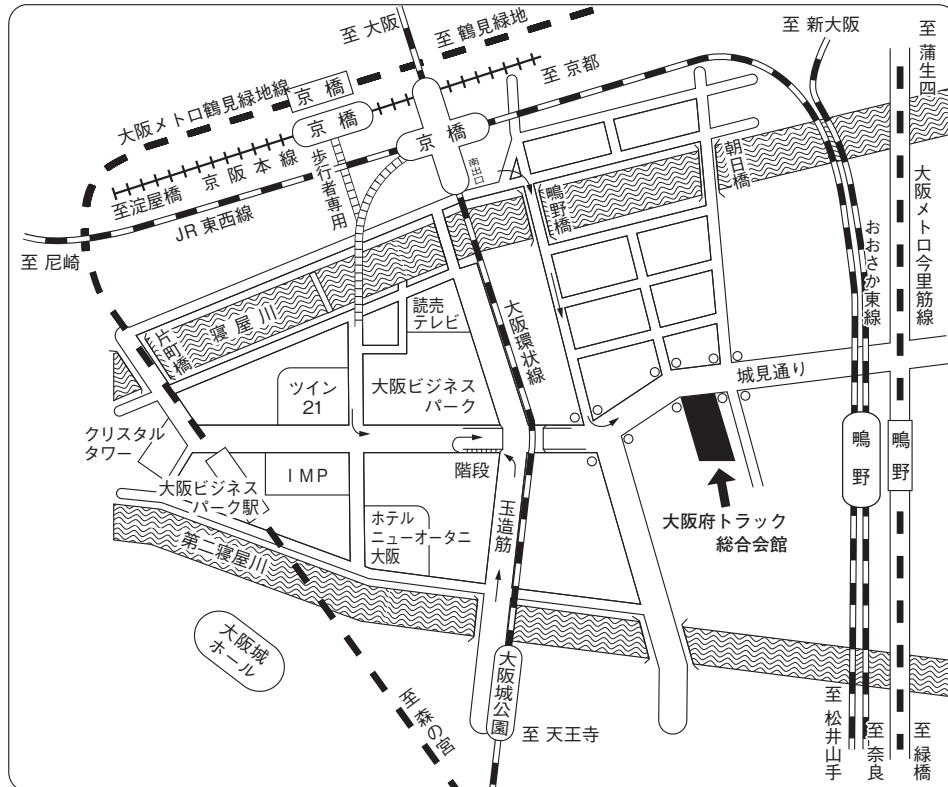 至 大阪
至 鶴見緑地
大阪メトロ鶴見緑地線
京橋
京橋
京橋
至 京都
至 新大阪
至 蒲生四
京阪本線
至淀屋橋
歩行者専用
南出口
JR 東西線
至 尼崎
鴫野橋
朝日橋
おおさか東線
大阪メトロ今里筋線
片町橋
寝屋川
読売
テレビ
大阪環状線
城見通り
ツイン
21
大阪ビジネス
パーク
クリスタル
タワー
IMP
階段
鴫野
鴫野
大阪ビジネス
パーク駅
ホテル
ニューオータニ
大阪
玉造筋
大阪府トラック
総合会館
第二寝屋川
大阪城
ホール
至 森の宮
大阪城公園
至 天王寺
至 松井山手
至 奈良
至 緑橋